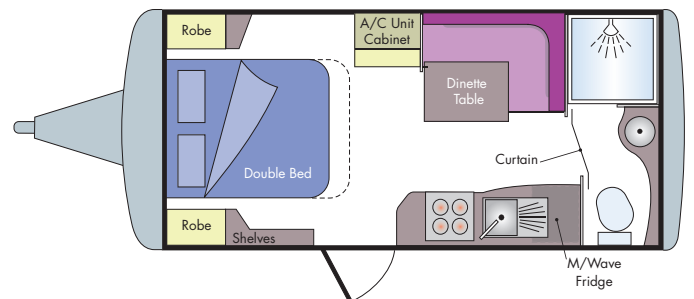 Robe
A/C Unit
Cabinet
Dinette
Table
Curtain
Double Bed
Robe
Shelves
M/Wave
Fridge